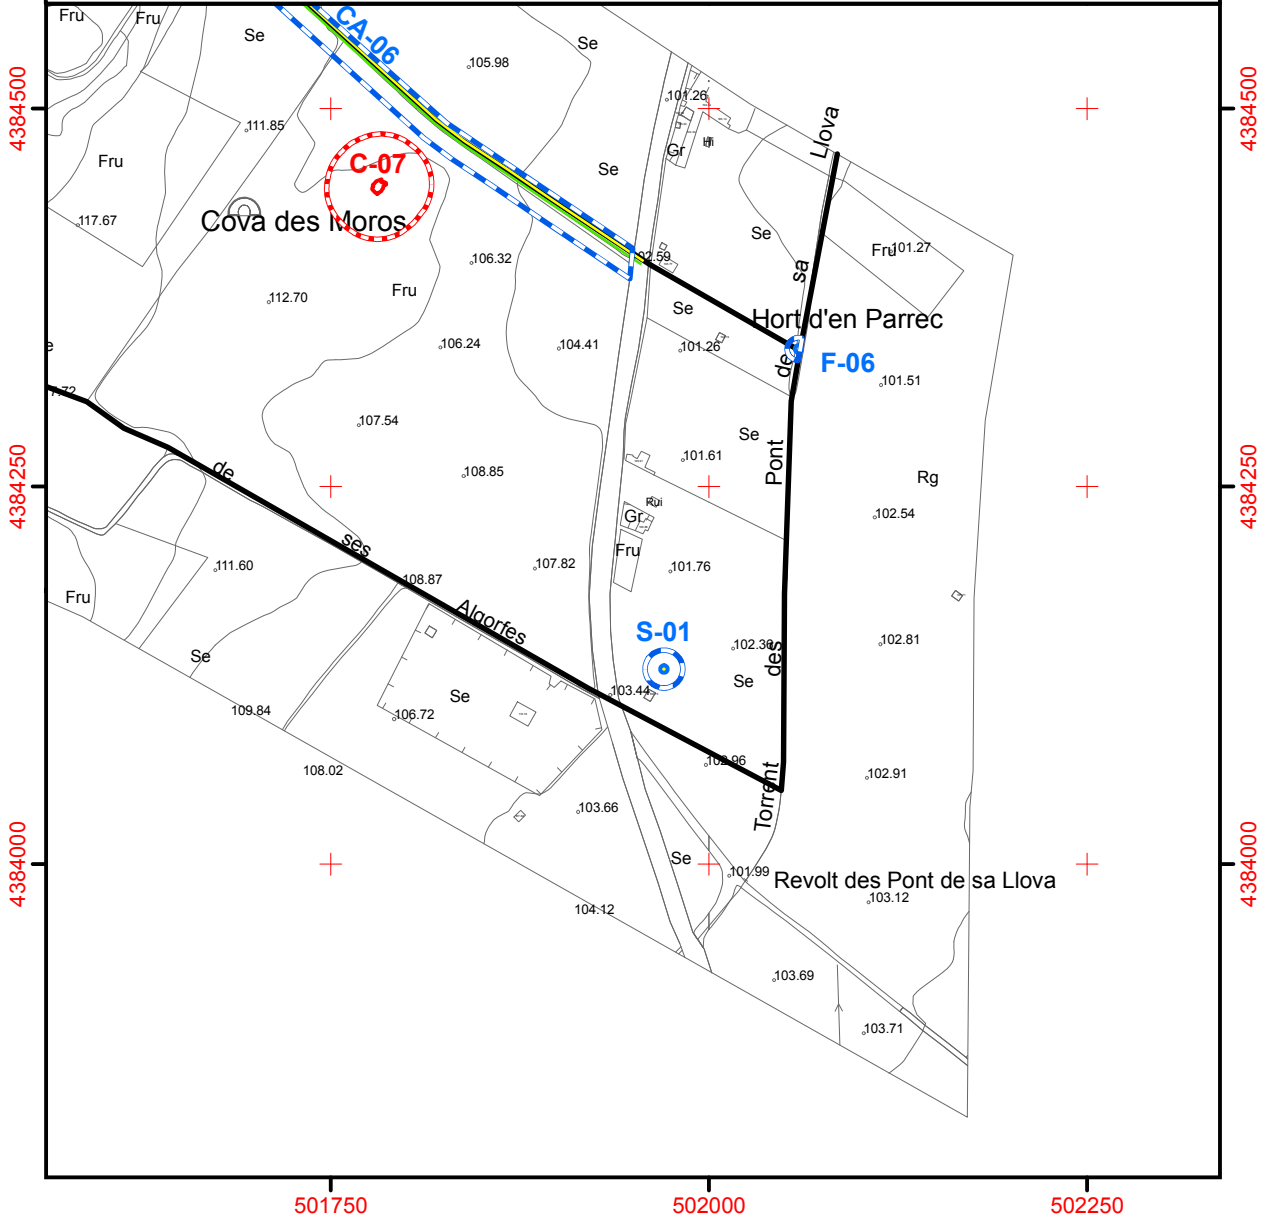 Fru
Fru
Se
CA-06
Se
105.98
4384500
4384500
101.26
111.85
Llova
Gr
Fru
C-07
Se
Cova des Moros
117.67
Se
Fru
101.27
106.32
sa
112.70
Fru
Se
Hort d'en Parrec
106.24
104.41
101.26
de
F-06
101.51
107.54
Se
101.61
Pont
de
108.85
Rg
4384250
4384250
Rui
Gr
102.54
ses
Fru
107.82
101.76
111.60
108.87
Fru
Algorfes
S-01
102.81
des
Se
Se
103.44
Se
109.84
106.72
102.96
108.02
102.91
Torrent
103.66
4384000
4384000
Se
101.99
Revolt des Pont de sa Llova
103.12
104.12
103.69
103.71
501750
502000
502250